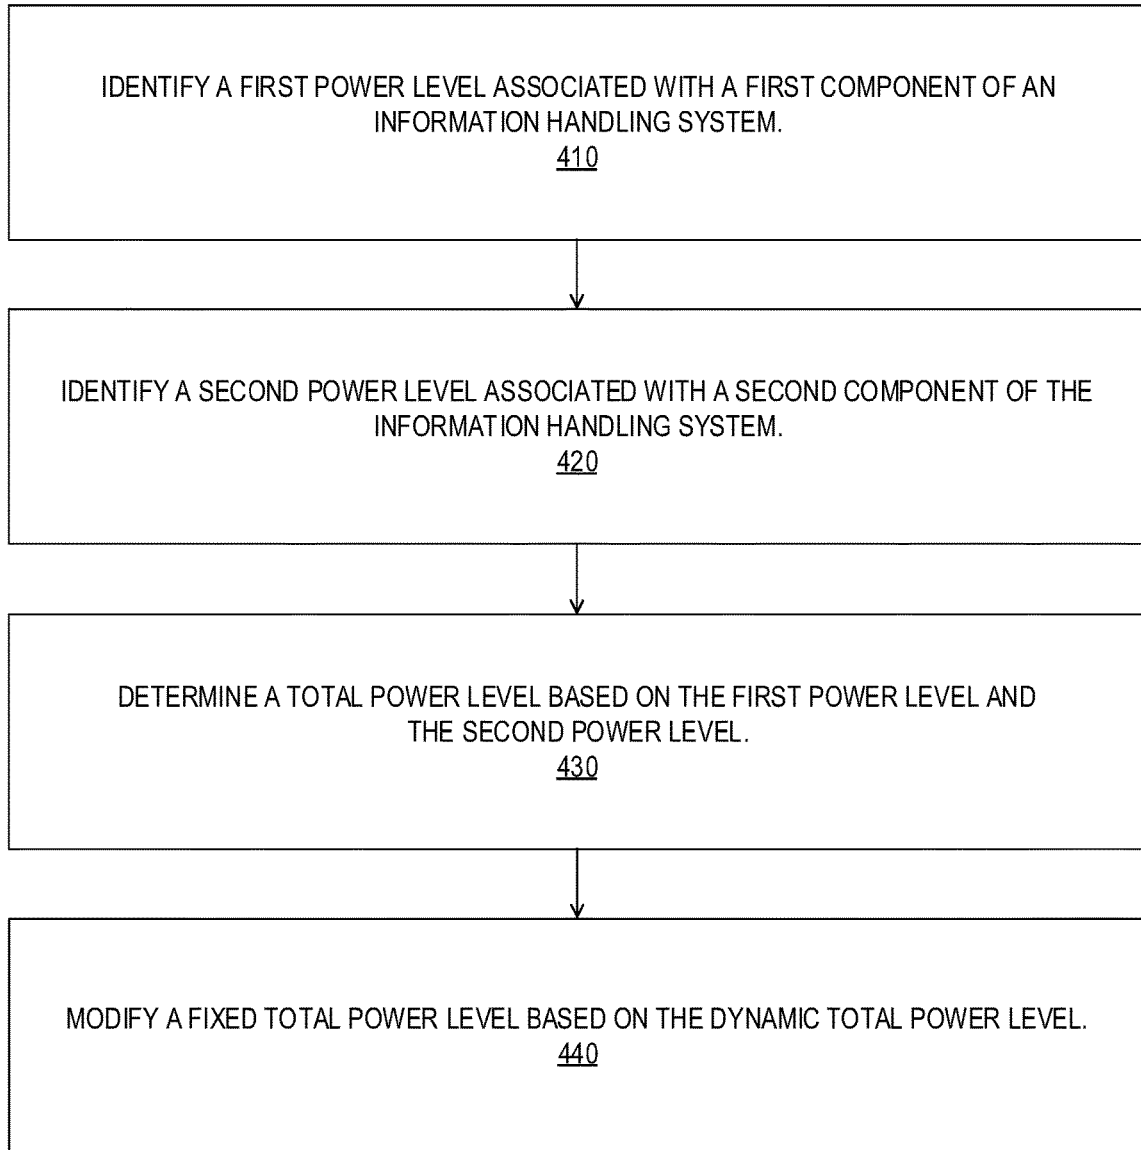 IDENTIFY A FIRST POWER LEVEL ASSOCIATED WITH A FIRST COMPONENT OF AN
INFORMATION HANDLING SYSTEM.
410
IDENTIFY A SECOND POWER LEVEL ASSOCIATED WITH A SECOND COMPONENT OF THE
INFORMATION HANDLING SYSTEM.
420
DETERMINE A TOTAL POWER LEVEL BASED ON THE FIRST POWER LEVEL AND
THE SECOND POWER LEVEL.
430
MODIFY A FIXED TOTAL POWER LEVEL BASED ON THE DYNAMIC TOTAL POWER LEVEL.
440